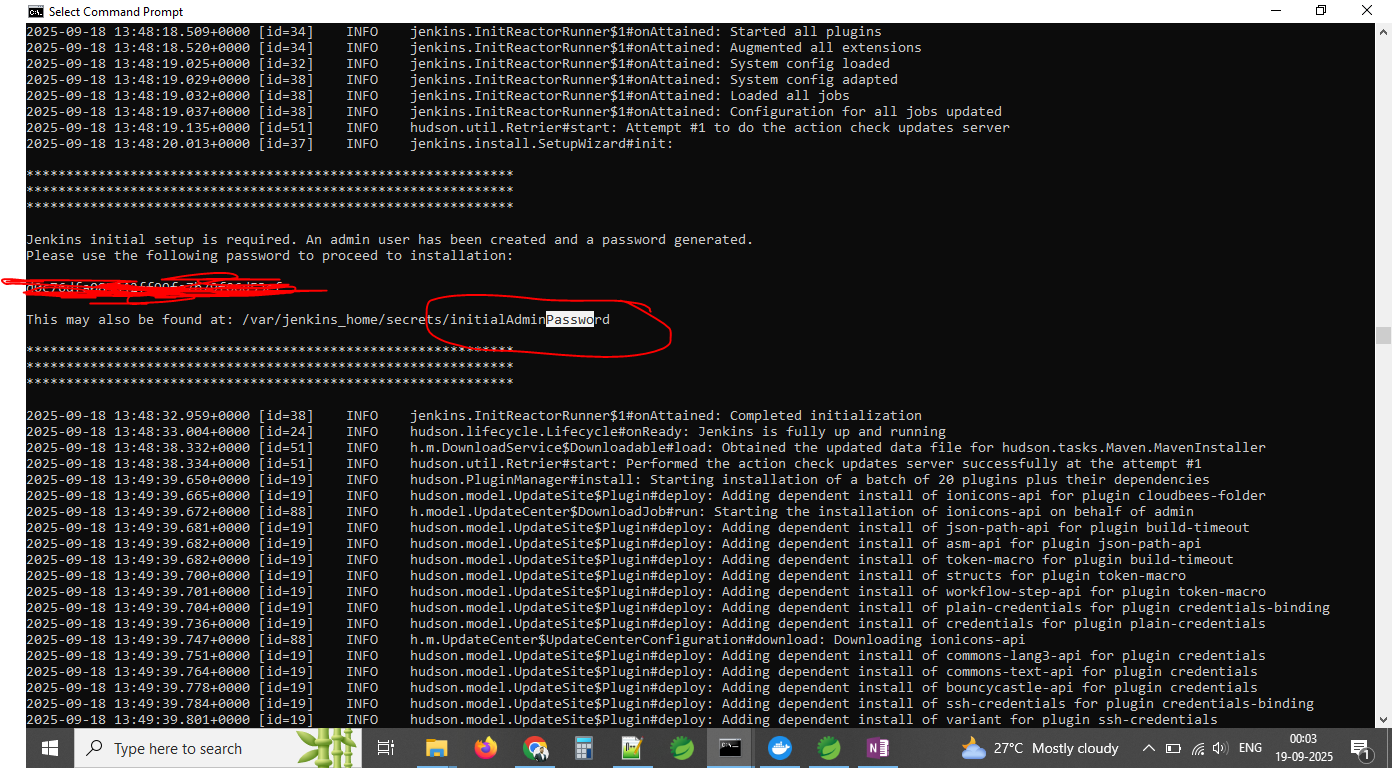 Select Command Prompt
2025-09-18 13:48:18.509+0000 [id=34] INFO jenkins.InitReactorRunner$1#onAttained: Started all plugins
2025-09-18 13:48:18.520+0000 [id=34] INFO jenkins.InitReactorRunner$1#onAttained: Augmented all extensions
2025-09-18 13:48:19.025+0000 [id=32] INFO jenkins.InitReactorRunner$1#onAttained: System config loaded
2025-09-18 13:48:19.029+0000 [id=38] INFO jenkins.InitReactorRunner$1#onAttained: System config adapted
2025-09-18 13:48:19.032+0000 [id=38] INFO jenkins.InitReactorRunner$1#onAttained: Loaded all jobs
2025-09-18 13:48:19.037+0000 [id=38] INFO jenkins.InitReactorRunner$1#onAttained: Configuration for all jobs updated
2025-09-18 13:48:19.135+0000 [id=51] INFO hudson.util.Retrier#start: Attempt #1 to do the action check updates server
2025-09-18 13:48:20.013+0000 [id=37] INFO jenkins.install.SetupWizard#init:
*************************************************************
*************************************************************
*************************************************************
Jenkins initial setup is required. An admin user has been created and a password generated.
Please use the following password to proceed to installation:
This may also be found at: /var/jenkins_home/secrets/initialAdminPassword
*************************************************************
*************************************************************
*************************************************************
2025-09-18 13:48:32.959+0000 [id=38] INFO jenkins.InitReactorRunner$1#onAttained: Completed initialization
2025-09-18 13:48:33.004+0000 [id=24] INFO hudson.lifecycle.Lifecycle#onReady: Jenkins is fully up and running
2025-09-18 13:48:38.332+0000 [id=51] INFO h.m.DownloadService$Downloadable#load: Obtained the updated data file for hudson.tasks.Maven.MavenInstaller
2025-09-18 13:48:38.334+0000 [id=51] INFO hudson.util.Retrier#start: Performed the action check updates server successfully at the attempt #1
2025-09-18 13:49:39.650+0000 [id=19] INFO hudson.PluginManager#install: Starting installation of a batch of 20 plugins plus their dependencies
2025-09-18 13:49:39.665+0000 [id=19] INFO hudson.model.UpdateSite$Plugin#deploy: Adding dependent install of ionicons-api for plugin cloudbees-folder
2025-09-18 13:49:39.672+0000 [id=88] INFO h.model.UpdateCenter$DownloadJob#run: Starting the installation of ionicons-api on behalf of admin
2025-09-18 13:49:39.681+0000 [id=19] INFO hudson.model.UpdateSite$Plugin#deploy: Adding dependent install of json-path-api for plugin build-timeout
2025-09-18 13:49:39.682+0000 [id=19] INFO hudson.model.UpdateSite$Plugin#deploy: Adding dependent install of asm-api for plugin json-path-api
2025-09-18 13:49:39.682+0000 [id=19] INFO hudson.model.UpdateSite$Plugin#deploy: Adding dependent install of token-macro for plugin build-timeout
2025-09-18 13:49:39.700+0000 [id=19] INFO hudson.model.UpdateSite$Plugin#deploy: Adding dependent install of structs for plugin token-macro
2025-09-18 13:49:39.701+0000 [id=19] INFO hudson.model.UpdateSite$Plugin#deploy: Adding dependent install of workflow-step-api for plugin token-macro
2025-09-18 13:49:39.704+0000 [id=19] INFO hudson.model.UpdateSite$Plugin#deploy: Adding dependent install of plain-credentials for plugin credentials-binding
2025-09-18 13:49:39.736+0000 [id=19] INFO hudson.model.UpdateSite$Plugin#deploy: Adding dependent install of credentials for plugin plain-credentials
2025-09-18 13:49:39.747+0000 [id=88] INFO h.m.UpdateCenter$UpdateCenterConfiguration#download: Downloading ionicons-api
2025-09-18 13:49:39.751+0000 [id=19] INFO hudson.model.UpdateSite$Plugin#deploy: Adding dependent install of commons-lang3-api for plugin credentials
2025-09-18 13:49:39.764+0000 [id=19] INFO hudson.model.UpdateSite$Plugin#deploy: Adding dependent install of commons-text-api for plugin credentials
2025-09-18 13:49:39.778+0000 [id=19] INFO hudson.model.UpdateSite$Plugin#deploy: Adding dependent install of bouncycastle-api for plugin credentials
2025-09-18 13:49:39.784+0000 [id=19] INFO hudson.model.UpdateSite$Plugin#deploy: Adding dependent install of ssh-credentials for plugin credentials-binding
2025-09-18 13:49:39.801+0000 [id=19] INFO hudson.model.UpdateSite$Plugin#deploy: Adding dependent install of variant for plugin ssh-credentials
Type here to search
27°C Mostly cloudy
ENG
00:03
19-09-2025
1